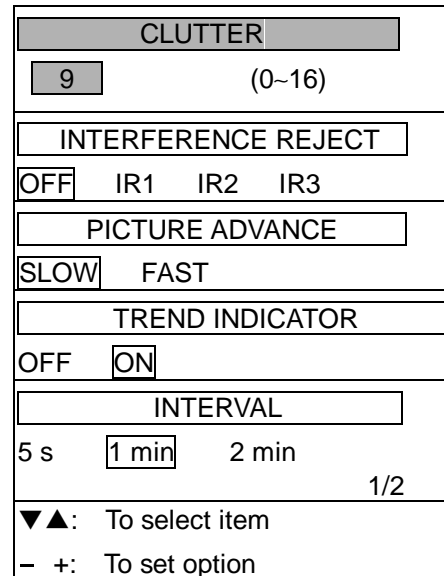 CLUTTER
9 (0~16)
INTERFERENCE REJECT
OFF IR1 IR2 IR3
PICTURE ADVANCE
SLOW FAST
TREND INDICATOR
OFF ON
INTERVAL
5 s 1 min 2 min
1/2
▼▲: To select item
– +: To set option